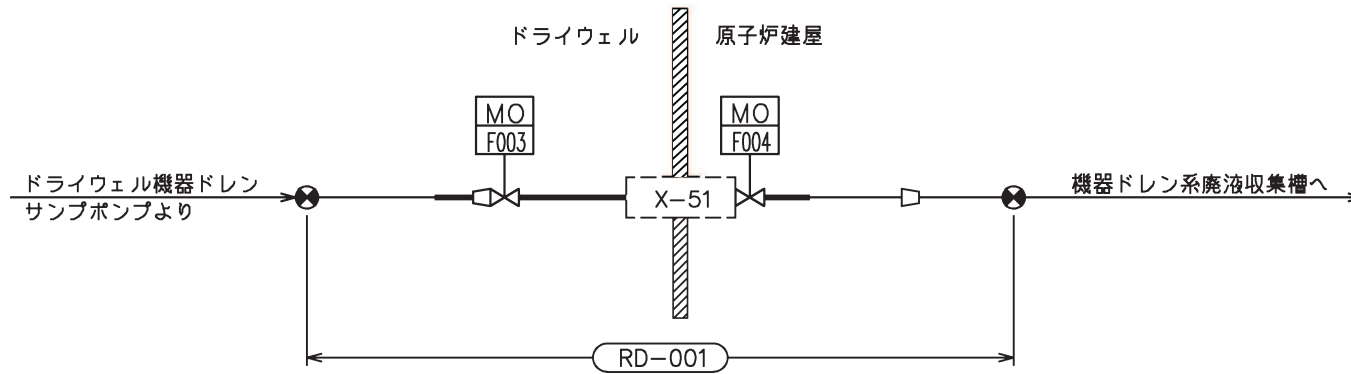 ドライウェル
原子炉建屋
MO
F003
MO
F004
ドライウェル機器ドレン
サンプポンプより
X-51
機器ドレン系廃液収集槽へ
RD-001